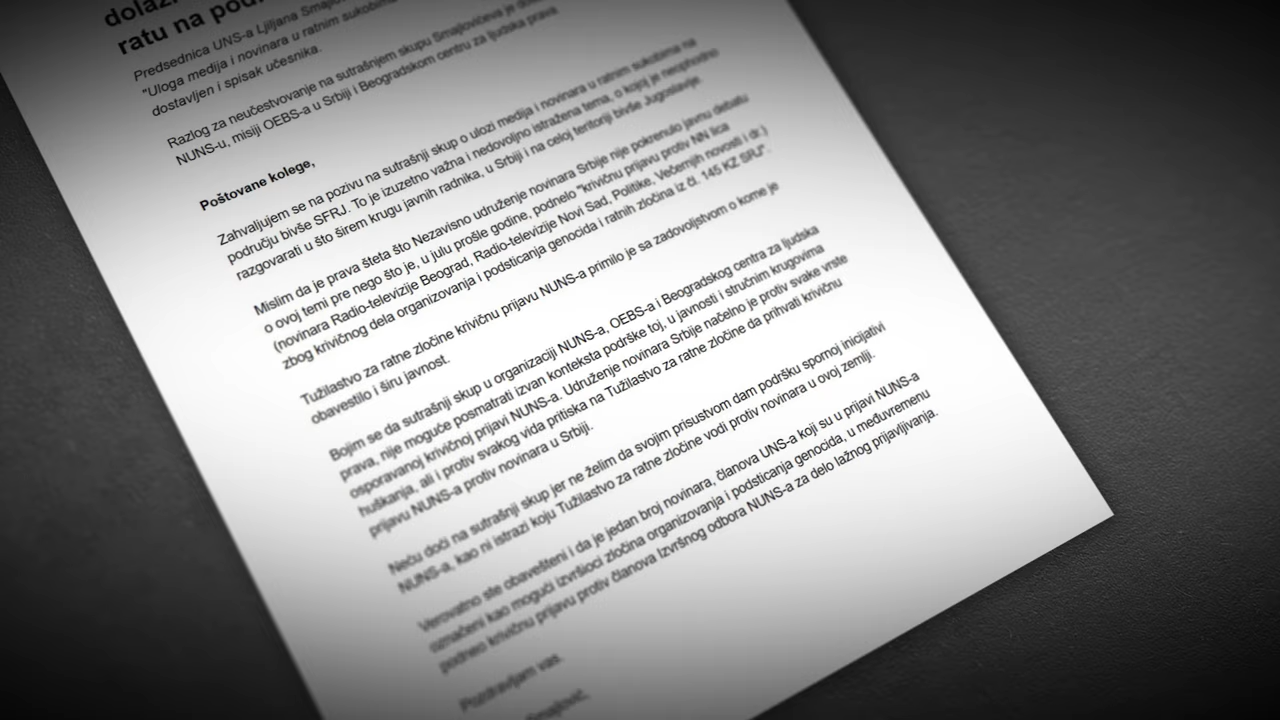 ratu na
Predsednica UNS-a Ljiljana
"Uloga medija i novinara u ratnim sukobima
dostavljen i spisak učesnika.
Razlog za neučestvovanje na sutrašnjem skupu Smajlovićeva je
NUNS-u, misiji OEBS-a u Srbiji i Beogradskom centru za ljudska prava
Poštovane kolege,
Zahvaljujem se na pozivu na sutrašnji skup o ulozi medija i novinara u ratnim sukobima na
području bivše SFRJ. To je izuzetno važna i nedovoljno istražena tema, o kojoj je neophodno
razgovarati u što širem krugu javnih radnika, u Srbiji i na celoj teritoriji bivše Jugoslavije.
Mislim da je prava šteta što Nezavisno udruženje novinara Srbije nije pokrenulo javnu debatu
o ovoj temi pre nego što je, u julu prošle godine, podnelo "krivičnu prijavu protiv NN lica
(novinara Radio-televizije Beograd, Radio-televizije Novi Sad, Politike, Večernjih novosti i dr.)
zbog krivičnog dela organizovanja i podsticanja genocida i ratnih zločina iz čl. 145 KZ SRJ".
Tužilastvo za ratne zločine krivičnu prijavu NUNS-a primilo je sa zadovoljstvom o kome je
obavestilo i širu javnost.
Bojim se da sutrašnji skup u organizaciji NUNS-a, OEBS-a i Beogradskog centra za ljudska
prava, nije moguće posmatrati izvan konteksta podrške toj, u javnosti i stručnim krugovima
osporavanoj krivičnoj prijavi NUNS-a. Udruženje novinara Srbije načelno je protiv svake vrste
huškanja, ali i protiv svakog vida pritiska na Tužilastvo za ratne zločine da prihvati krivičnu
prijavu NUNS-a protiv novinara u Srbiji.
Neću doći na sutrašnji skup jer ne želim da svojim prisustvom dam podršku spornoj inicijativi
NUNS-a, kao ni istrazi koju Tužilastvo za ratne zločine vodi protiv novinara u ovoj zemlji.
Verovatno ste obavešteni i da je jedan broj novinara, članova UNS-a koji su u prijavi NUNS-a
označeni kao mogući izvršioci zločina organizovanja i podsticanja genocida, u međuvremenu
podneo krivičnu prijavu protiv članova Izvršnog odbora NUNS-a za delo lažnog prijavljivanja.
Pozdravljam vas,